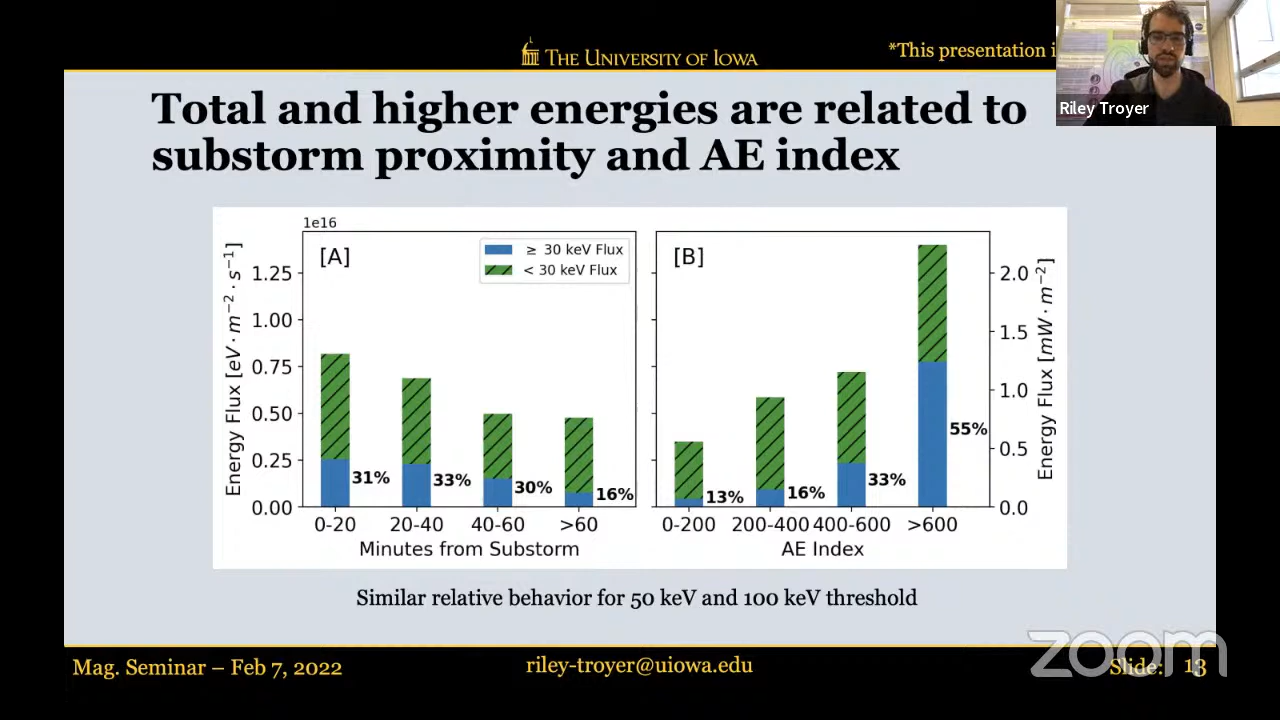 THE UNIVERSITY OF IOWA
*This presentation i
Riley Troyer
Total and higher energies are related to
substorm proximity and AE index
1e16
[A]
≥ 30 keV Flux
< 30 keV Flux
Energy Flux [eV · m⁻² · s⁻¹]
1.25
1.00
0.75
0.50
0.25
0.00
31%
33%
30%
16%
0-20 20-40 40-60 >60
Minutes from Substorm
[B]
13%
16%
33%
55%
0-200 200-400 400-600 >600
AE Index
2.0
1.5
1.0
0.5
0.0
Energy Flux [mW · m⁻²]
Similar relative behavior for 50 keV and 100 keV threshold
Mag. Seminar – Feb 7, 2022
riley-troyer@uiowa.edu
Slide: 13
zoom